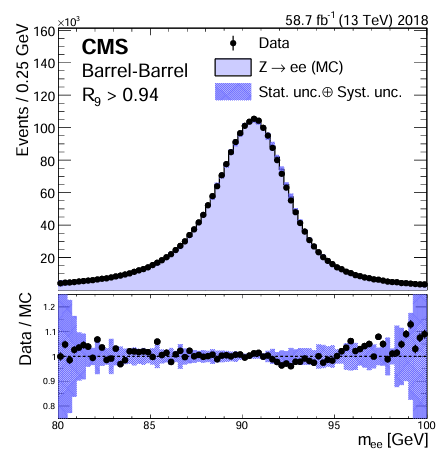 ×10³
58.7 fb⁻¹ (13 TeV) 2018
Events / 0.25 GeV
160
140
120
100
80
60
40
20
CMS
Barrel-Barrel
R₉ > 0.94
Data
Z → ee (MC)
Stat. unc.⊕ Syst. unc.
Data / MC
1.2
1.1
1
0.9
0.8
80
85
90
95
100
mₑₑ [GeV]